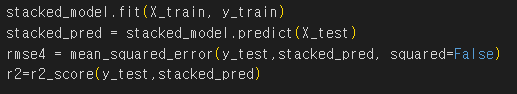 stacked_model.fit(X_train, y_train)
stacked_pred = stacked_model.predict(X_test)
rmse4 = mean_squared_error(y_test,stacked_pred, squared=False)
r2=r2_score(y_test,stacked_pred)